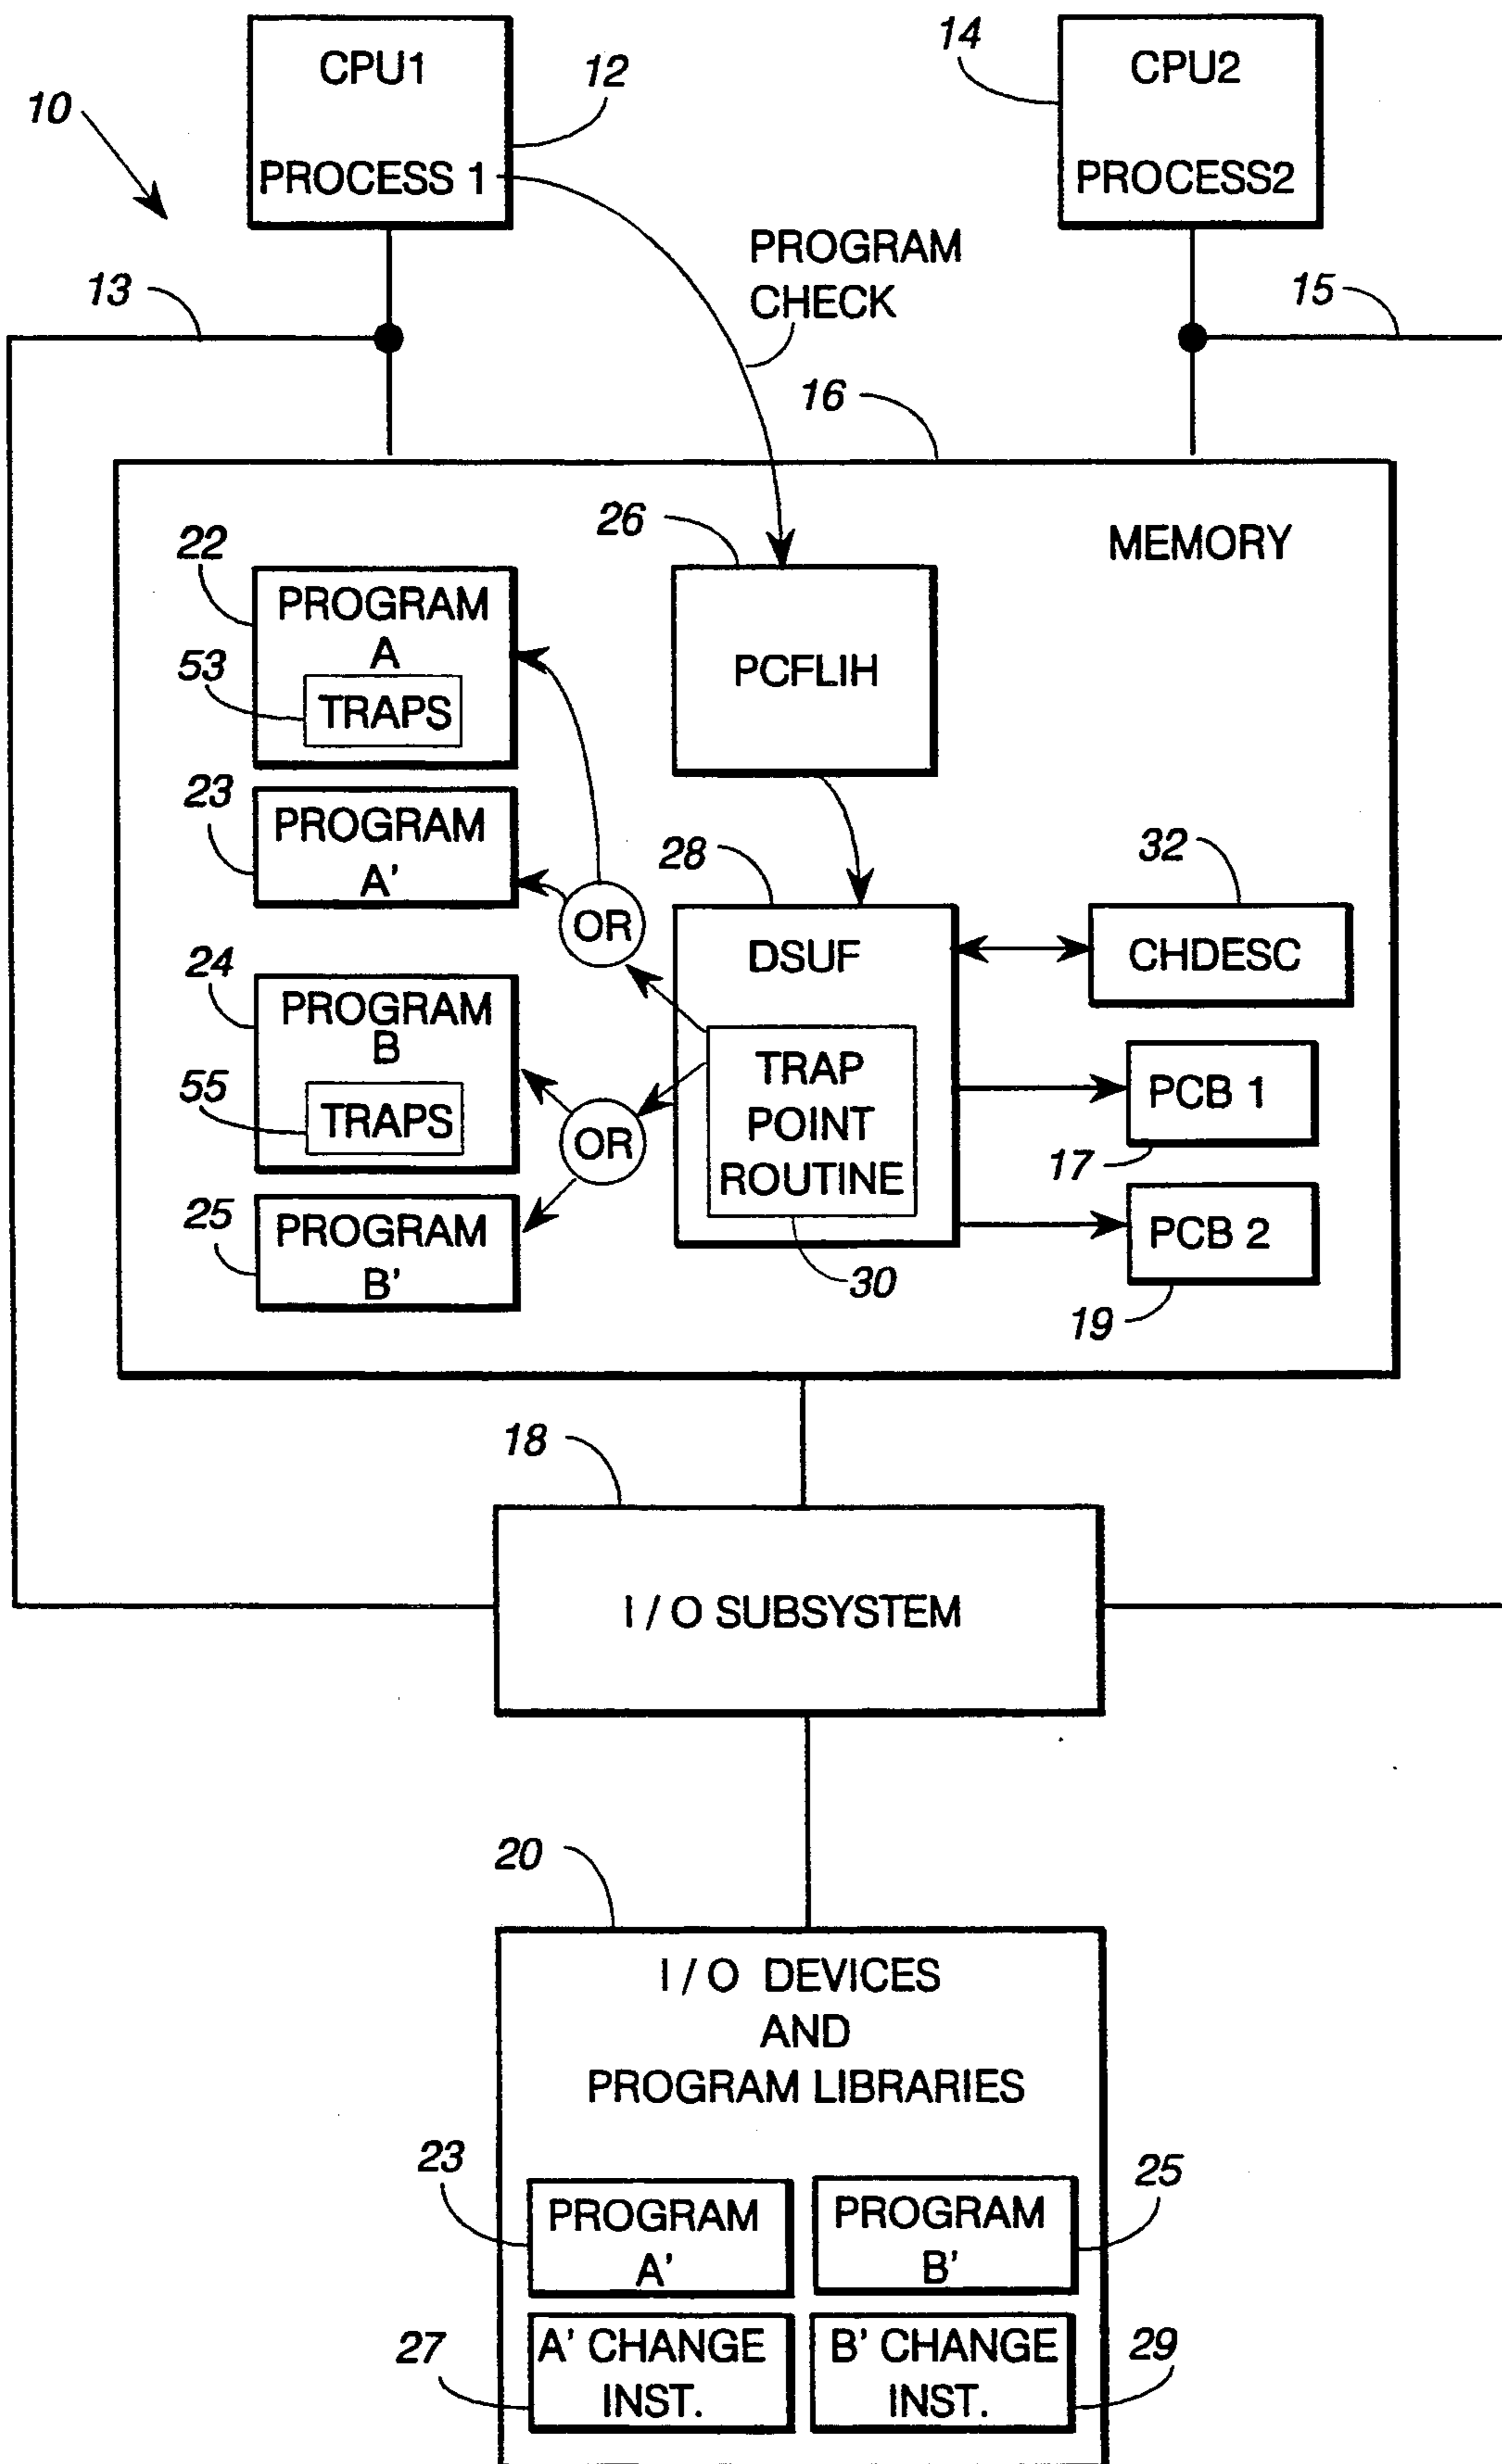 CPU1
PROCESS 1
12
14
CPU2
PROCESS2
10
PROGRAM
CHECK
13
15
16
MEMORY
26
PCFLIH
22
PROGRAM
A
53
TRAPS
23
PROGRAM
A'
OR
28
DSUF
32
CHDESC
24
PROGRAM
B
55
TRAPS
OR
TRAP
POINT
ROUTINE
30
PCB 1
17
PCB 2
19
25
PROGRAM
B'
18
I / O SUBSYSTEM
20
I / O DEVICES
AND
PROGRAM LIBRARIES
23
PROGRAM
A'
PROGRAM
B'
25
27
A' CHANGE
INST.
B' CHANGE
INST.
29